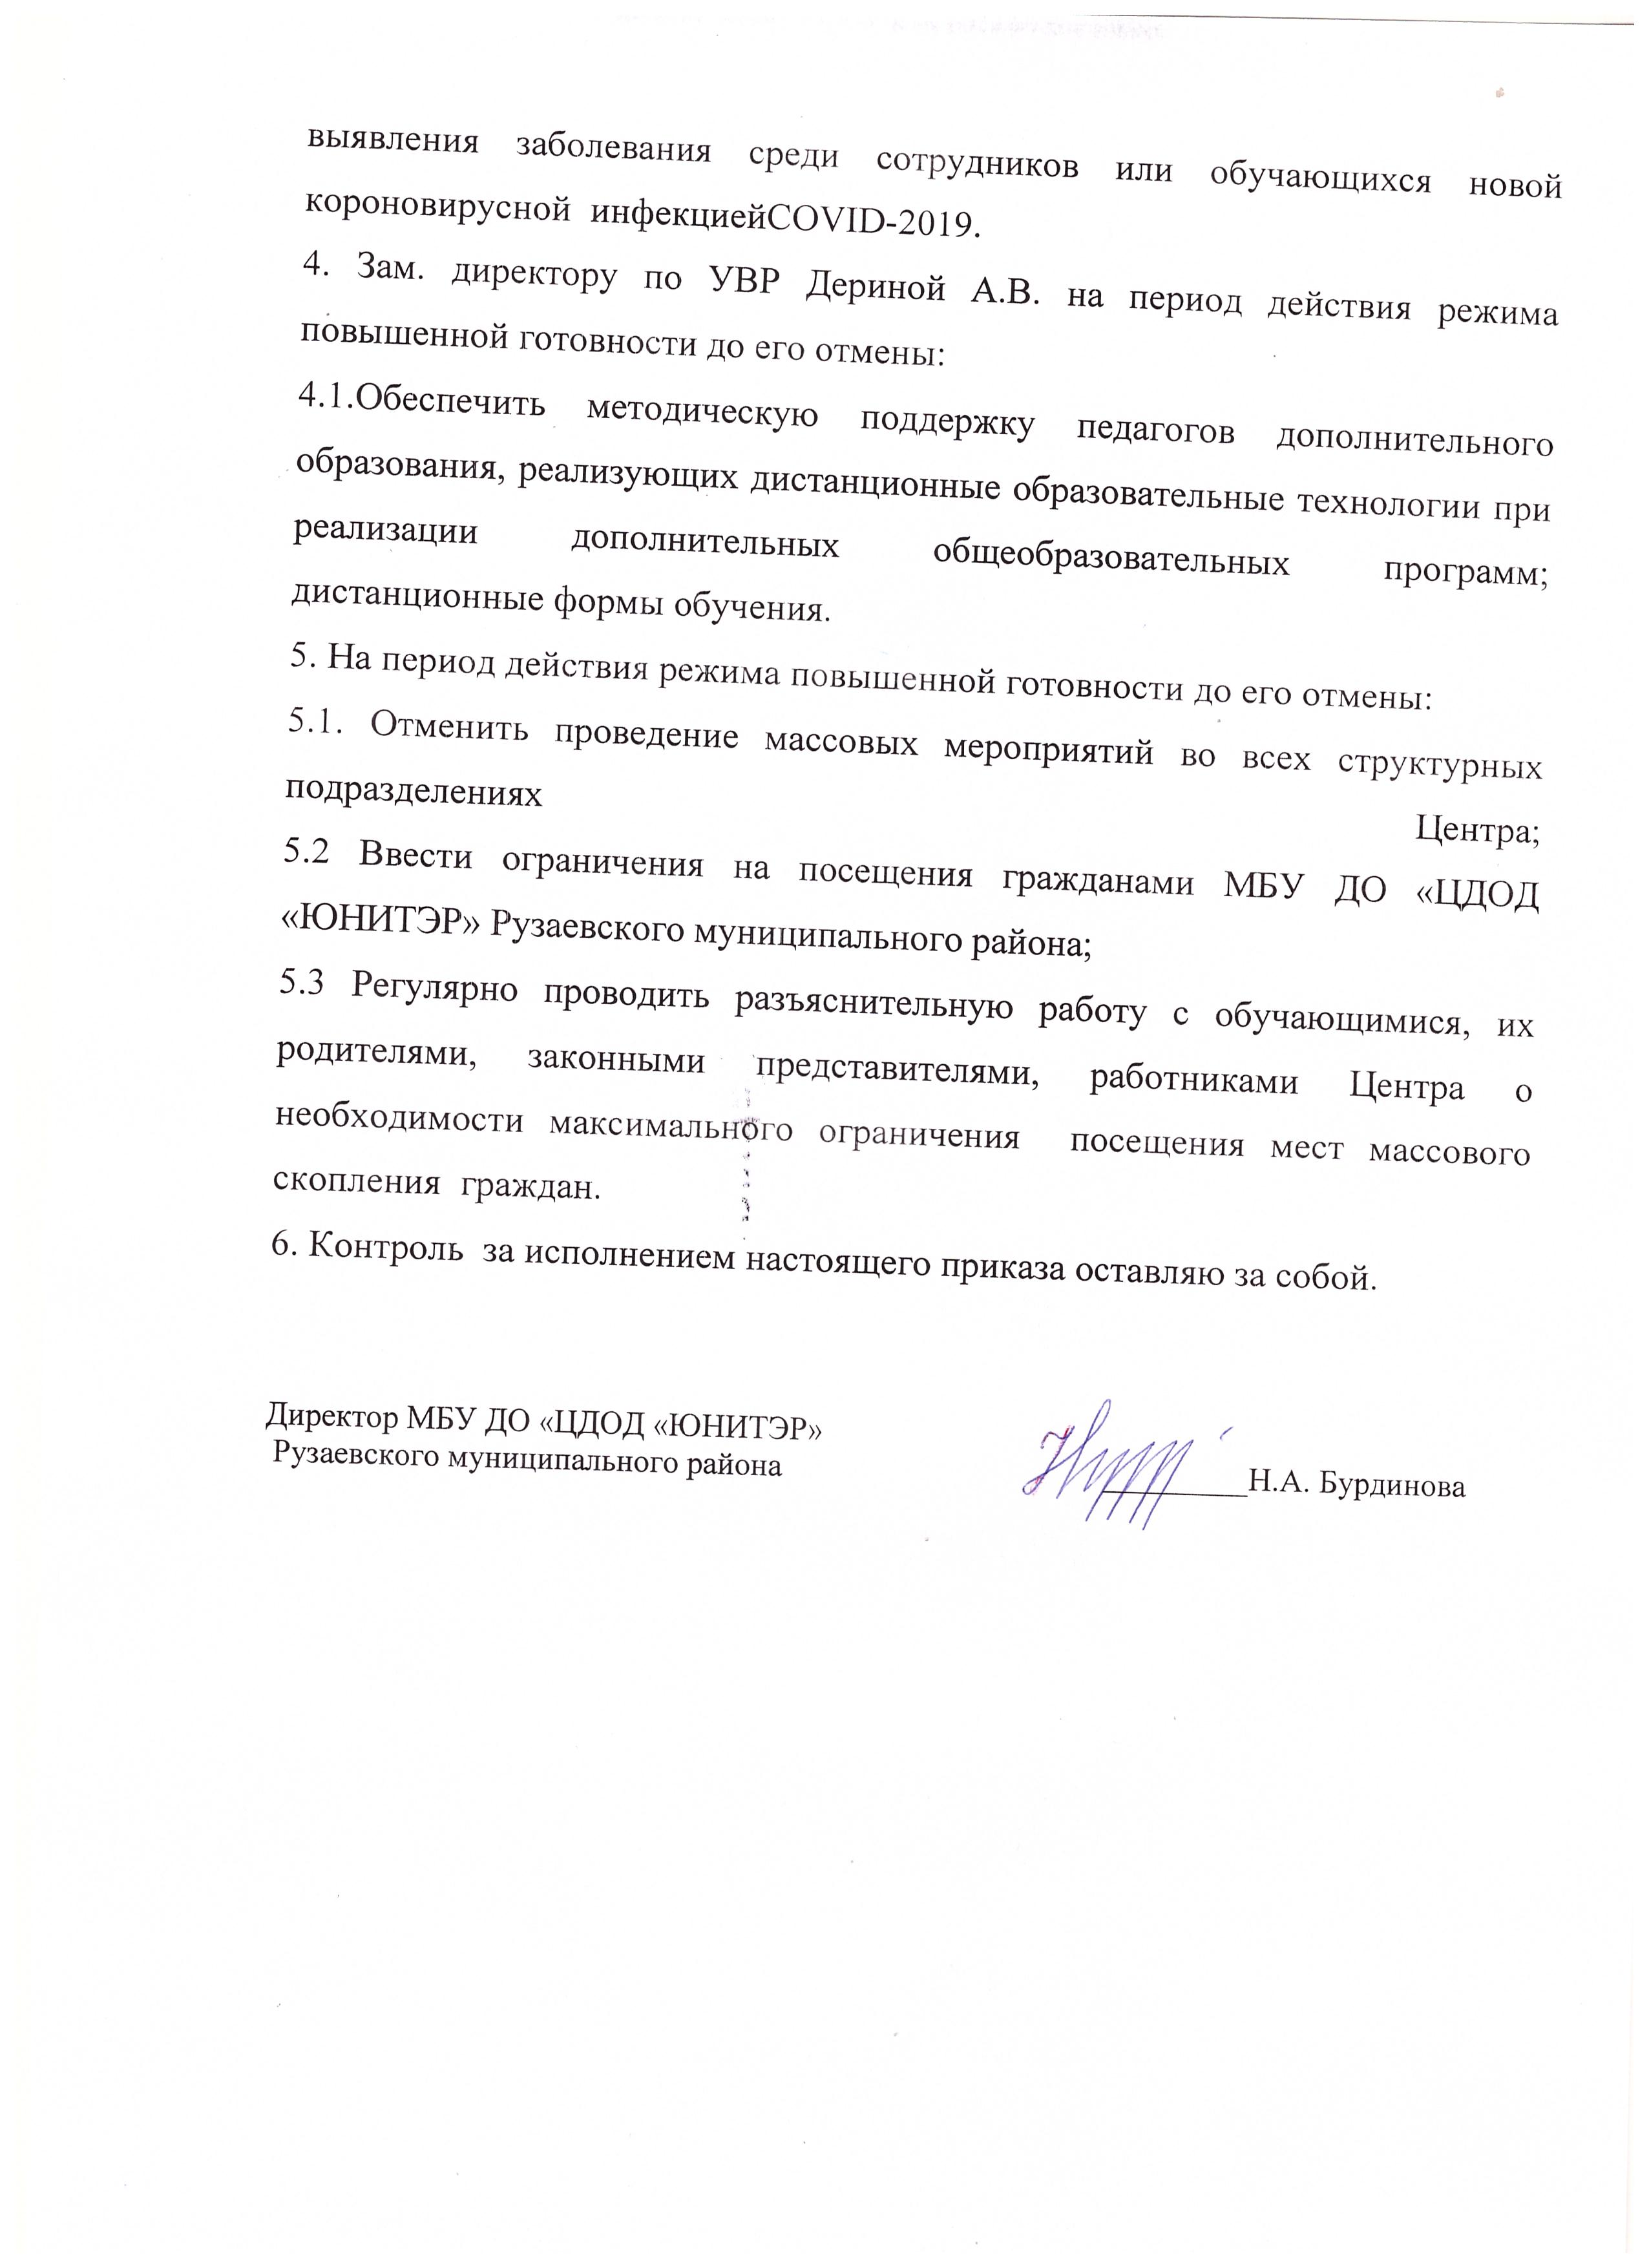 выявления заболевания среди сотрудников или обучающихся новой
короновирусной инфекциейCOVID-2019.
4. Зам. директору по УВР Дериной А.В. на период действия режима
повышенной готовности до его отмены:
4.1.Обеспечить методическую поддержку педагогов дополнительного
образования, реализующих дистанционные образовательные технологии при
реализации дополнительных общеобразовательных программ;
дистанционные формы обучения.
5. На период действия режима повышенной готовности до его отмены:
5.1. Отменить проведение массовых мероприятий во всех структурных
подразделениях Центра;
5.2 Ввести ограничения на посещения гражданами МБУ ДО «ЦДОД
«ЮНИТЭР» Рузаевского муниципального района;
5.3 Регулярно проводить разъяснительную работу с обучающимися, их
родителями, законными представителями, работниками Центра о
необходимости максимального ограничения посещения мест массового
скопления граждан.
6. Контроль за исполнением настоящего приказа оставляю за собой.
Директор МБУ ДО «ЦДОД «ЮНИТЭР»
Рузаевского муниципального района
Н.А. Бурдинова